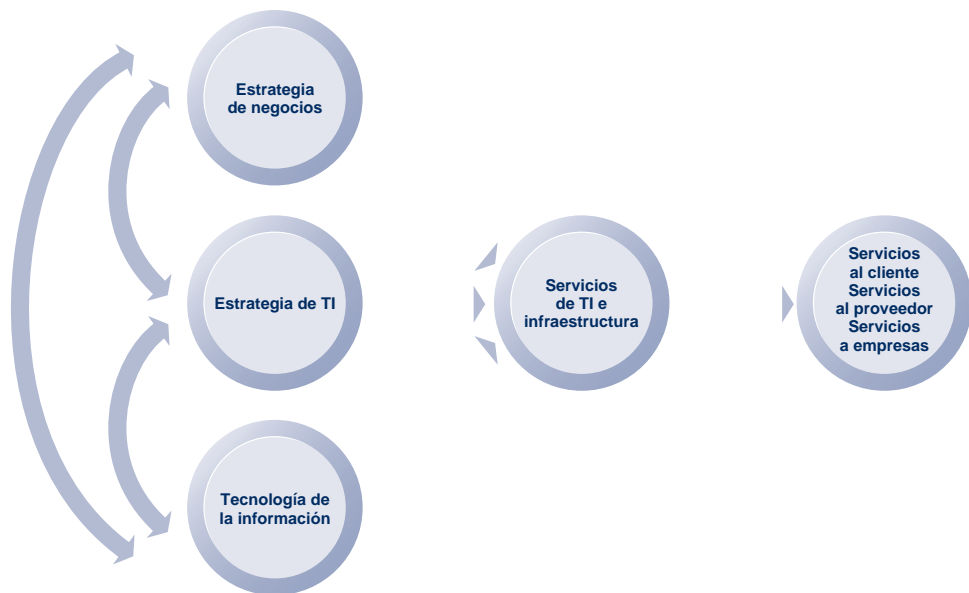 Estrategia
de negocios
Estrategia de TI
Tecnología de
la información
Servicios
de TI e
infraestructura
Servicios
al cliente
Servicios
al proveedor
Servicios
a empresas